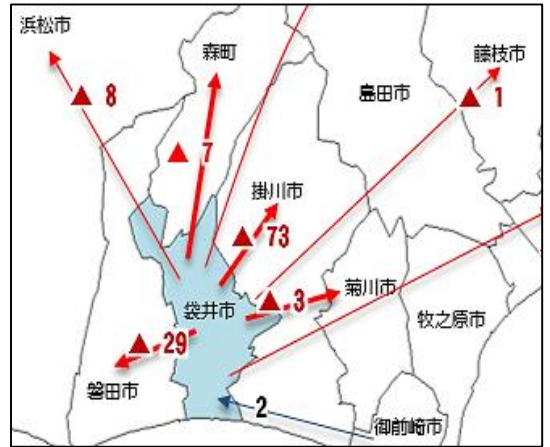 浜松市
森町
藤枝市
島田市
▲ 8
▲ 1
▲ 7
掛川市
▲ 73
菊川市
▲ 3
袋井市
牧之原市
▲ 29
磐田市
2
御前崎市